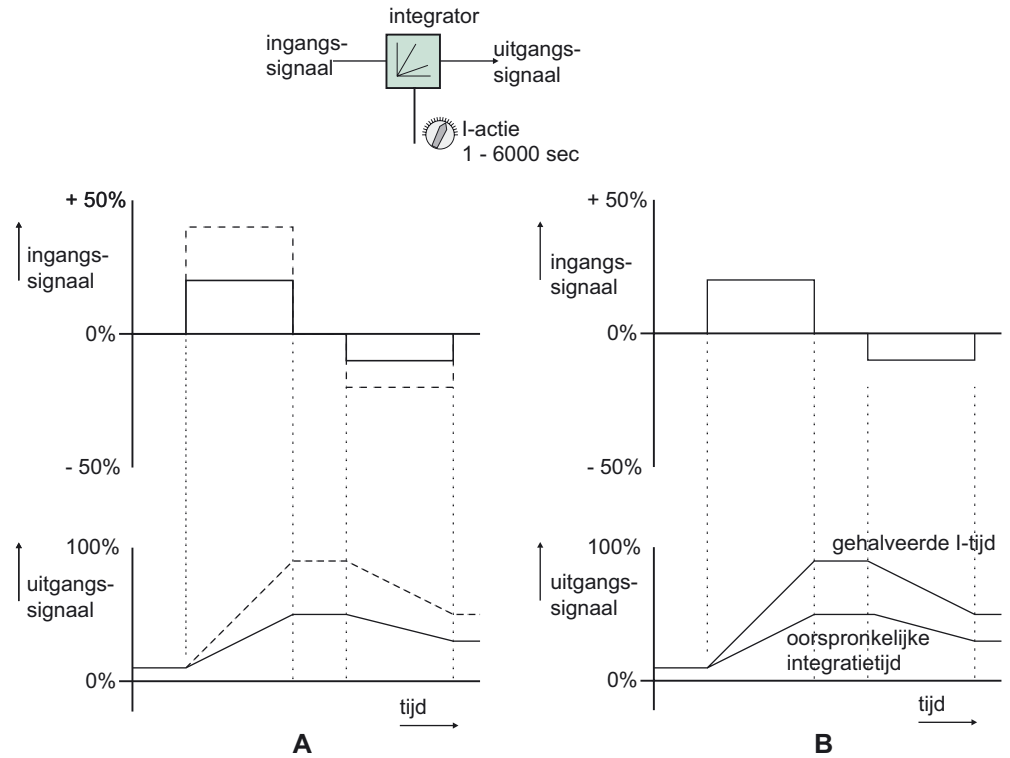 integrator
ingangs-
signaal
uitgangs-
signaal
I-actie
1 - 6000 sec
+ 50%
ingangs-
signaal
0%
- 50%
100%
uitgangs-
signaal
0%
tijd
A
+ 50%
ingangs-
signaal
0%
- 50%
100%
gehalveerde I-tijd
uitgangs-
signaal
oorspronkelijke
integratietijd
0%
tijd
B